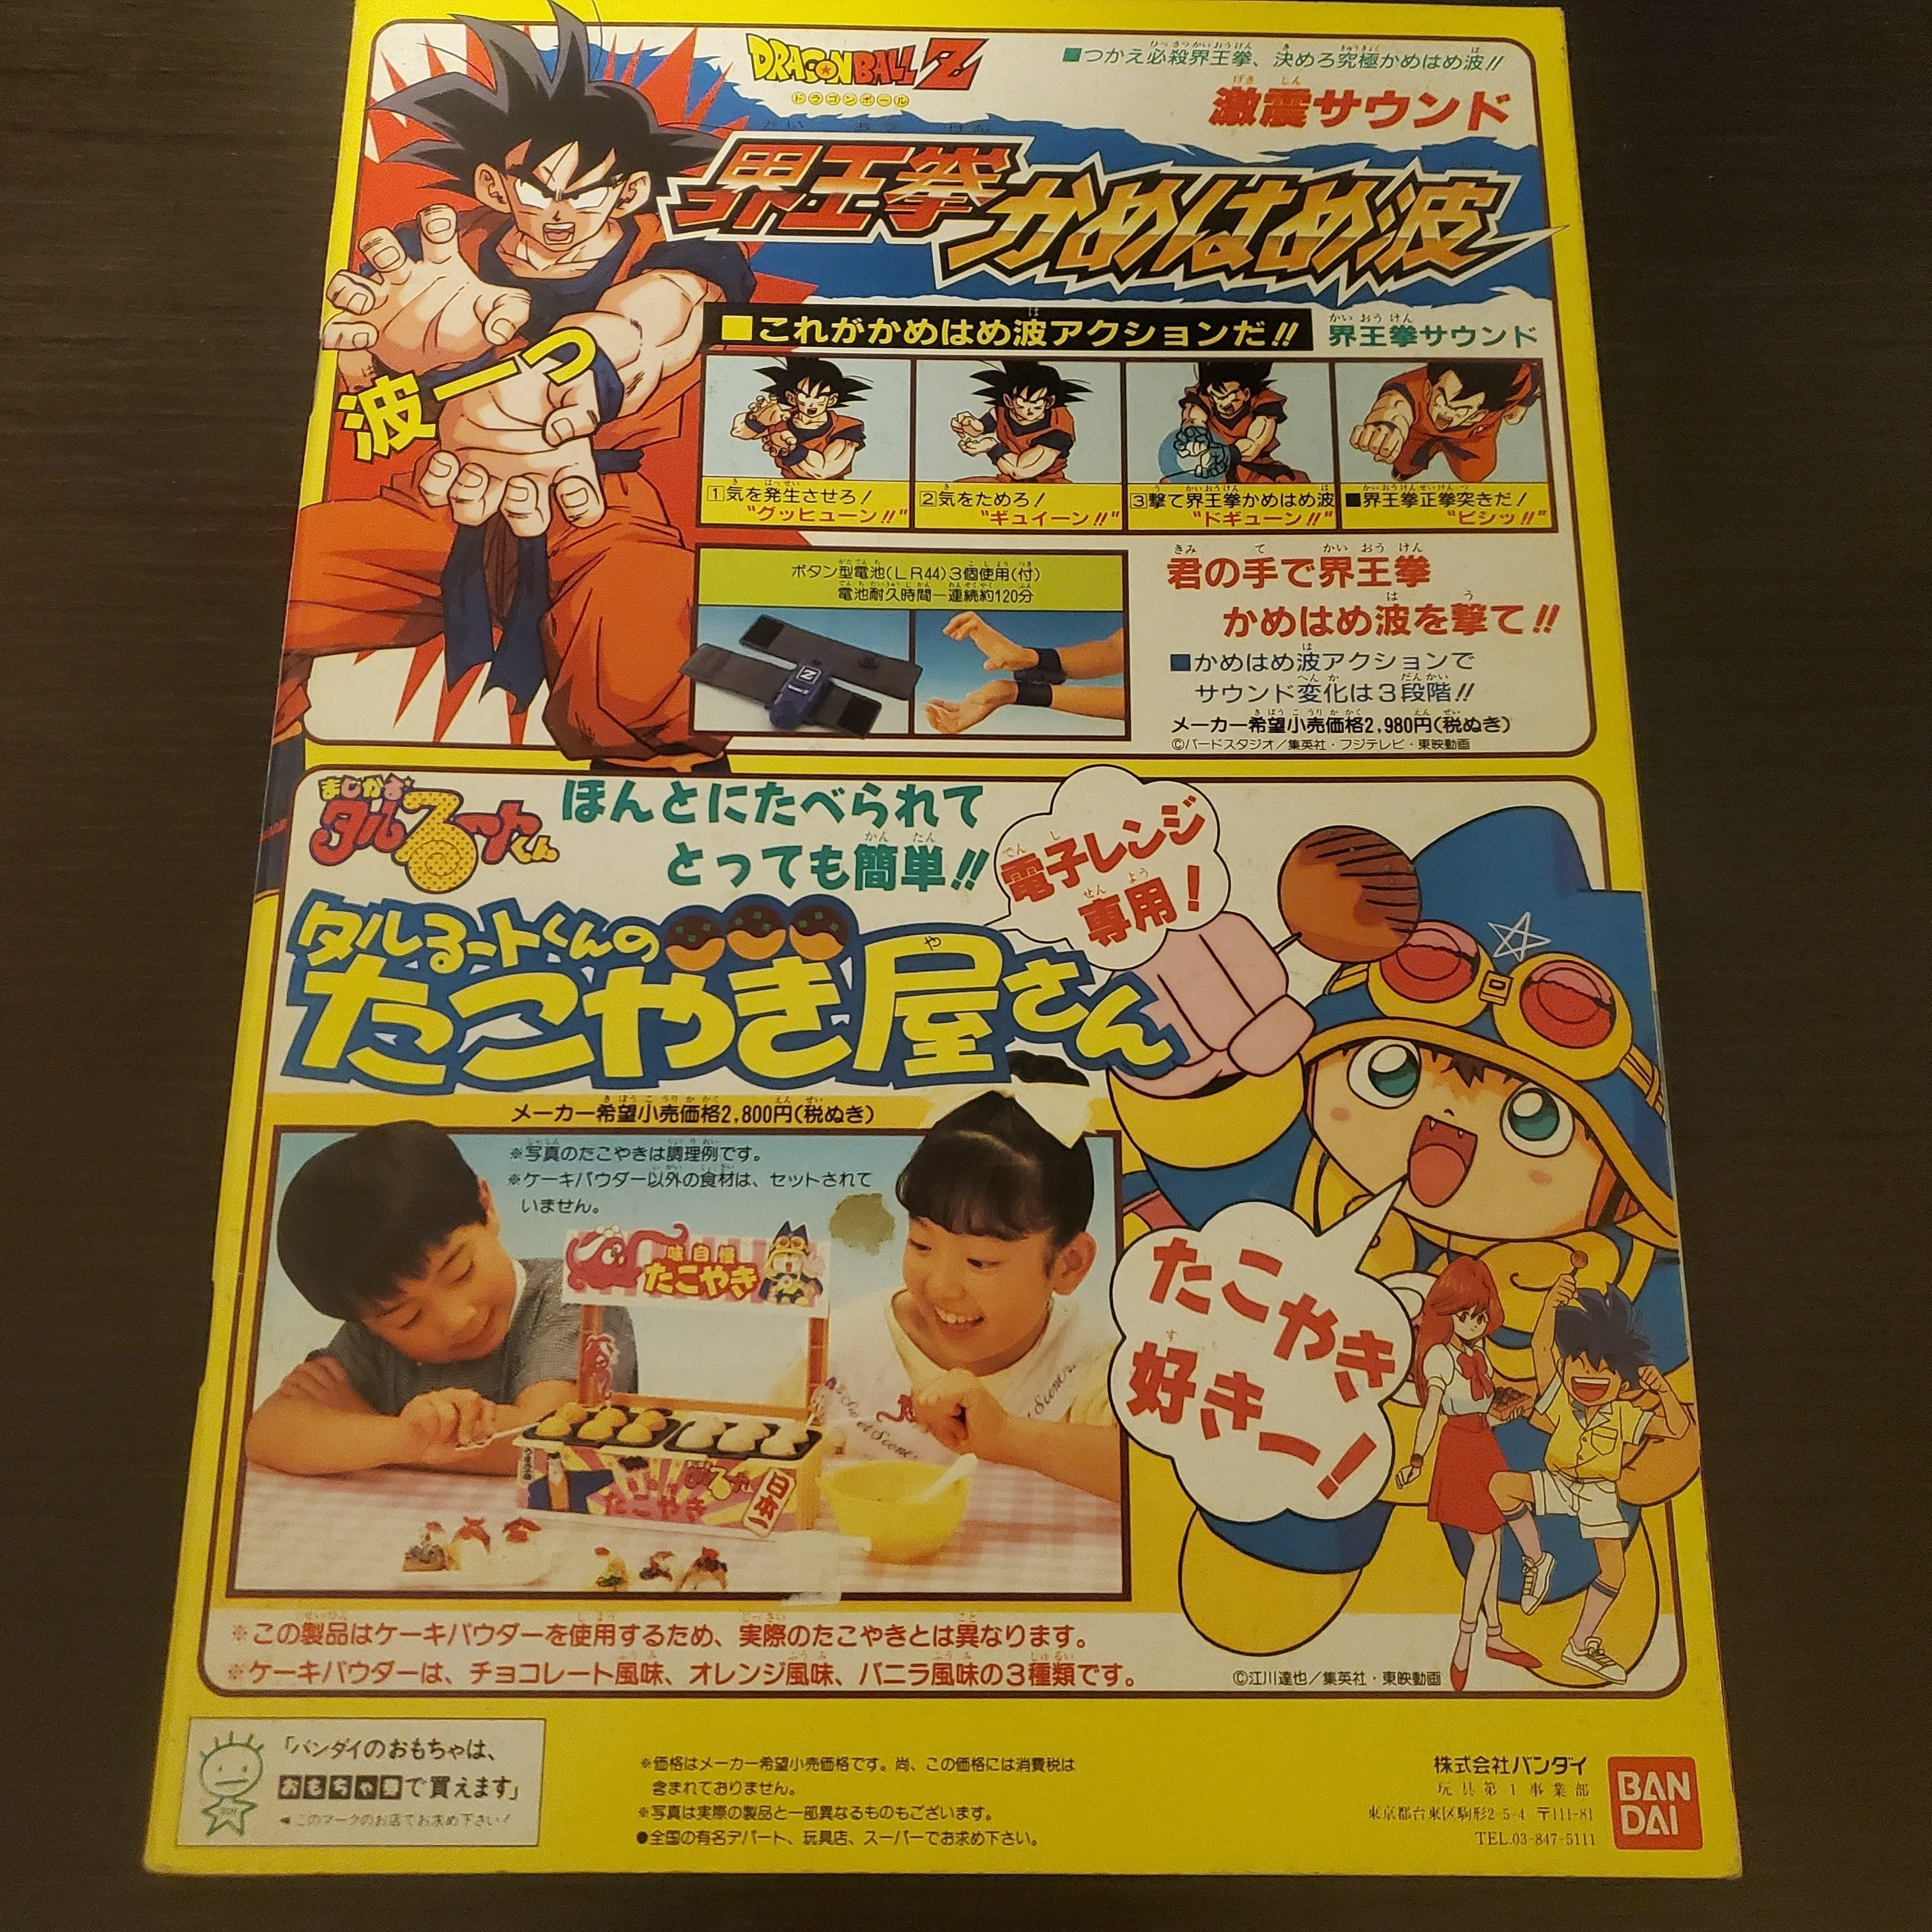 DRAGON BALL Z
ドラゴンボール
■つかえ必殺界王拳、決めろ究極かめはめ波!!
激震サウンド
界王拳かめはめ波
波ーっ
■これがかめはめ波アクションだ!!
界王拳サウンド
1気を発生させろ!
"グッヒューン!!"
2気をためろ!
"ギュイーン!!"
3撃て界王拳かめはめ波
"ドギューン!!"
■界王拳正拳突きだ!
"ビシッ!!"
ボタン型電池(LR44)3個使用(付)
電池耐久時間ー連続約120分
Z
君の手で界王拳
かめはめ波を撃て!!
■かめはめ波アクションで
サウンド変化は3段階!!
メーカー希望小売価格2,980円(税ぬき)
©バードスタジオ/集英社・フジテレビ・東映動画
まじかる
タルるートくん
ほんとにたべられて
とっても簡単!!
電子レンジ
専用!
タルるートくんの
たこやき屋さん
メーカー希望小売価格2,800円(税ぬき)
※写真のたこやきは調理例です。
※ケーキパウダー以外の食材は、セットされて
いません。
味自慢
たこやき
たこやき
日本一
たこやき
好きー!
※この製品はケーキパウダーを使用するため、実際のたこやきとは異なります。
※ケーキパウダーは、チョコレート風味、オレンジ風味、バニラ風味の3種類です。
©江川達也/集英社・東映動画
「バンダイのおもちゃは、
おもちゃ屋で買えます」
◀このマークのお店でお求め下さい!
※価格はメーカー希望小売価格です。尚、この価格には消費税は
含まれておりません。
※写真は実際の製品と一部異なるものもございます。
●全国の有名デパート、玩具店、スーパーでお求め下さい。
株式会社バンダイ
玩具第1事業部
東京都台東区駒形2-5-4 〒111-81
TEL.03-847-5111
BAN
DAI